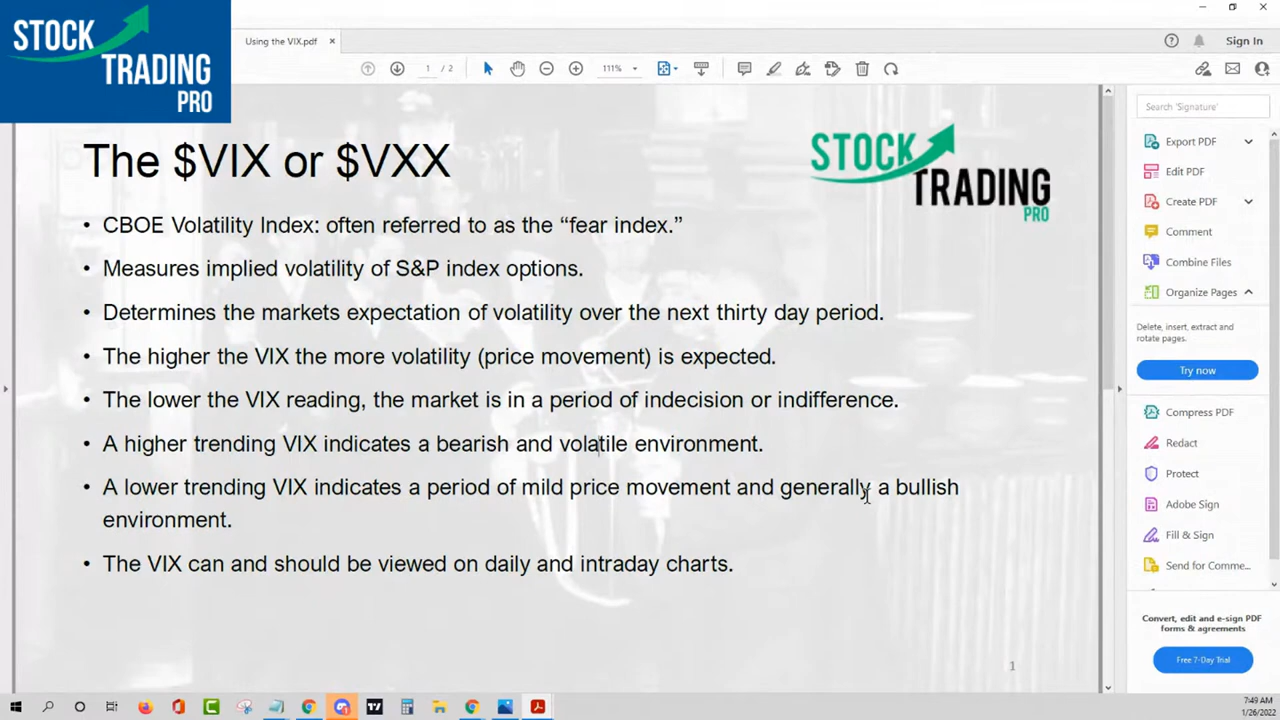 STOCK
TRADING
PRO
Using the VIX.pdf
Sign In
1 / 2
111%
Search 'Signature'
Export PDF
Edit PDF
Create PDF
Comment
Combine Files
Organize Pages
Delete, insert, extract and
rotate pages.
Try now
Compress PDF
Redact
Protect
Adobe Sign
Fill & Sign
Send for Comme...
Convert, edit and e-sign PDF
forms & agreements
Free 7-Day Trial
The $VIX or $VXX
STOCK
TRADING
PRO
• CBOE Volatility Index: often referred to as the “fear index.”
• Measures implied volatility of S&P index options.
• Determines the markets expectation of volatility over the next thirty day period.
• The higher the VIX the more volatility (price movement) is expected.
• The lower the VIX reading, the market is in a period of indecision or indifference.
• A higher trending VIX indicates a bearish and volatile environment.
• A lower trending VIX indicates a period of mild price movement and generally a bullish
environment.
• The VIX can and should be viewed on daily and intraday charts.
1
7:49 AM
1/26/2022